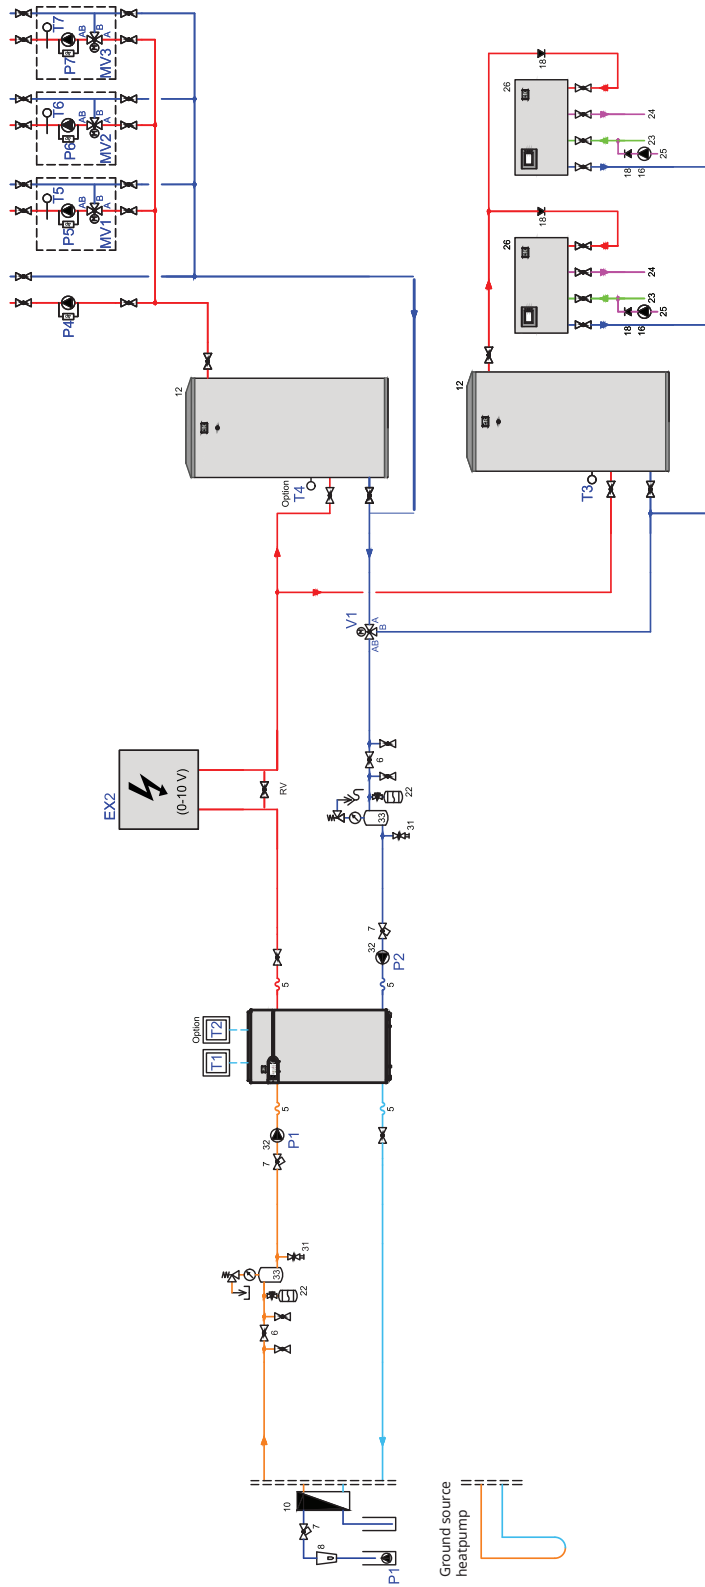 P1
8
7
10
Ground source
heatpump
6
22
33
31
7
32
P1
5
5
T1
Option
T2
5
5
32
P2
7
31
33
22
6
EX2
(0-10 V)
RV
V1
AB
A
B
Option
T4
12
T3
12
P4
P5
T5
AB
B
A
MV1
P6
T6
AB
B
A
MV2
P7
T7
AB
B
A
MV3
26
18
24
23
18
16
25
26
18
24
23
18
16
25